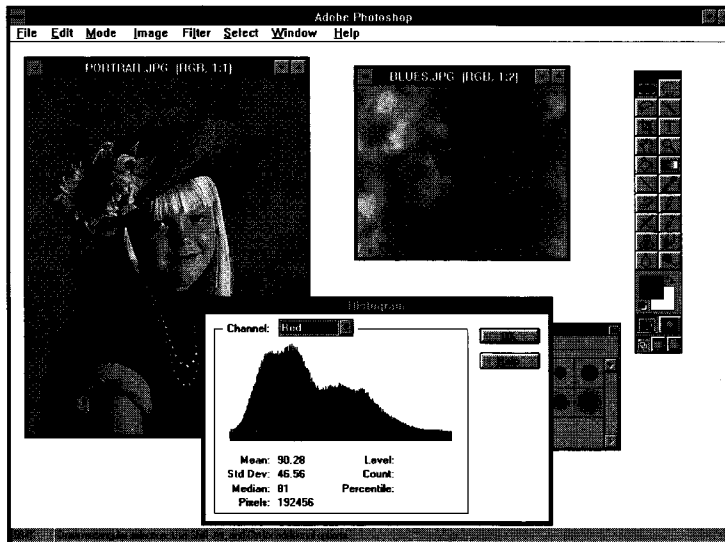 Adobe Photoshop
File Edit Mode Image Filter Select Window Help
PORTRAIT.JPG (RGB, 1:1)
BLUES.JPG (RGB, 1:2)
Histogram
Channel: Red
Mean: 90.28
Std Dev: 46.56
Median: 81
Pixels: 192456
Level:
Count:
Percentile: